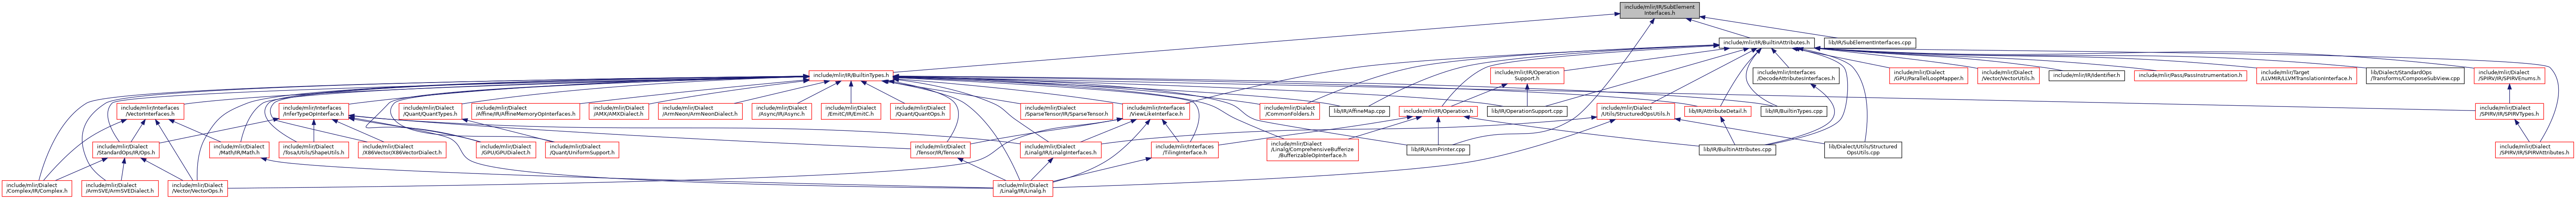 include/mlir/IR/SubElement
Interfaces.h
include/mlir/IR/BuiltinAttributes.h
lib/IR/SubElementInterfaces.cpp
include/mlir/IR/BuiltinTypes.h
include/mlir/IR/Operation
Support.h
include/mlir/Interfaces
/DecodeAttributesInterfaces.h
include/mlir/Dialect
/GPU/ParallelLoopMapper.h
include/mlir/Dialect
/Vector/VectorUtils.h
include/mlir/IR/Identifier.h
include/mlir/Pass/PassInstrumentation.h
include/mlir/Target
/LLVMIR/LLVMTranslationInterface.h
lib/Dialect/StandardOps
/Transforms/ComposeSubView.cpp
include/mlir/Dialect
/SPIRV/IR/SPIRVEnums.h
include/mlir/Interfaces
/VectorInterfaces.h
include/mlir/Interfaces
/InferTypeOpInterface.h
include/mlir/Dialect
/Quant/QuantTypes.h
include/mlir/Dialect
/Affine/IR/AffineMemoryOpInterfaces.h
include/mlir/Dialect
/AMX/AMXDialect.h
include/mlir/Dialect
/ArmNeon/ArmNeonDialect.h
include/mlir/Dialect
/Async/IR/Async.h
include/mlir/Dialect
/EmitC/IR/EmitC.h
include/mlir/Dialect
/Quant/QuantOps.h
include/mlir/Dialect
/SparseTensor/IR/SparseTensor.h
include/mlir/Interfaces
/ViewLikeInterface.h
include/mlir/Dialect
/CommonFolders.h
lib/IR/AffineMap.cpp
include/mlir/IR/Operation.h
lib/IR/OperationSupport.cpp
include/mlir/Dialect
/Utils/StructuredOpsUtils.h
lib/IR/AttributeDetail.h
lib/IR/BuiltinTypes.cpp
include/mlir/Dialect
/SPIRV/IR/SPIRVTypes.h
include/mlir/Dialect
/StandardOps/IR/Ops.h
include/mlir/Dialect
/Math/IR/Math.h
include/mlir/Dialect
/Tosa/Utils/ShapeUtils.h
include/mlir/Dialect
/X86Vector/X86VectorDialect.h
include/mlir/Dialect
/GPU/GPUDialect.h
include/mlir/Dialect
/Quant/UniformSupport.h
include/mlir/Dialect
/Tensor/IR/Tensor.h
include/mlir/Dialect
/Linalg/IR/LinalgInterfaces.h
include/mlir/Interfaces
/TilingInterface.h
include/mlir/Dialect
/Linalg/ComprehensiveBufferize
/BufferizableOpInterface.h
lib/IR/AsmPrinter.cpp
lib/IR/BuiltinAttributes.cpp
lib/Dialect/Utils/Structured
OpsUtils.cpp
include/mlir/Dialect
/SPIRV/IR/SPIRVAttributes.h
include/mlir/Dialect
/Complex/IR/Complex.h
include/mlir/Dialect
/ArmSVE/ArmSVEDialect.h
include/mlir/Dialect
/Vector/VectorOps.h
include/mlir/Dialect
/Linalg/IR/Linalg.h